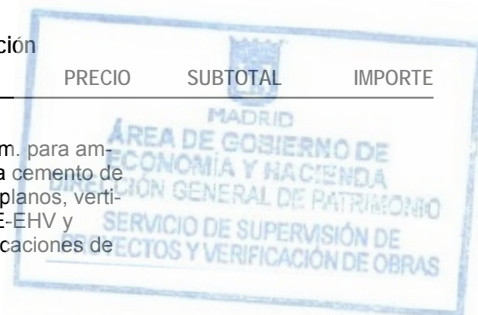 ción
PRECIO SUBTOTAL IMPORTE
MADRID
ÁREA DE GOBIERNO DE
ECONOMÍA Y HACIENDA
DIRECCIÓN GENERAL DE PATRIMONIO
SERVICIO DE SUPERVISIÓN DE
PROYECTOS Y VERIFICACIÓN DE OBRAS
m. para am-
a cemento de
planos, verti-
E-EHV y
caciones de